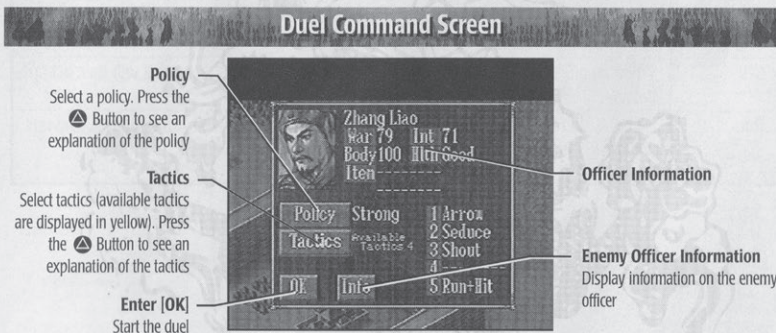 Duel Command Screen
Policy
Select a policy. Press the
Button to see an
explanation of the policy
Tactics
Select tactics (available tactics
are displayed in yellow). Press
the Button to see an
explanation of the tactics
Enter [OK]
Start the duel
Zhang Liao
War 79 Int 71
Body100 Hlth Good
Item --------
--------
Policy Strong
Tactics Available
Tactics 4
1 Arrow
2 Seduce
3 Shout
4 --------
5 Run+Hit
OK Info
Officer Information
Enemy Officer Information
Display information on the enemy
officer